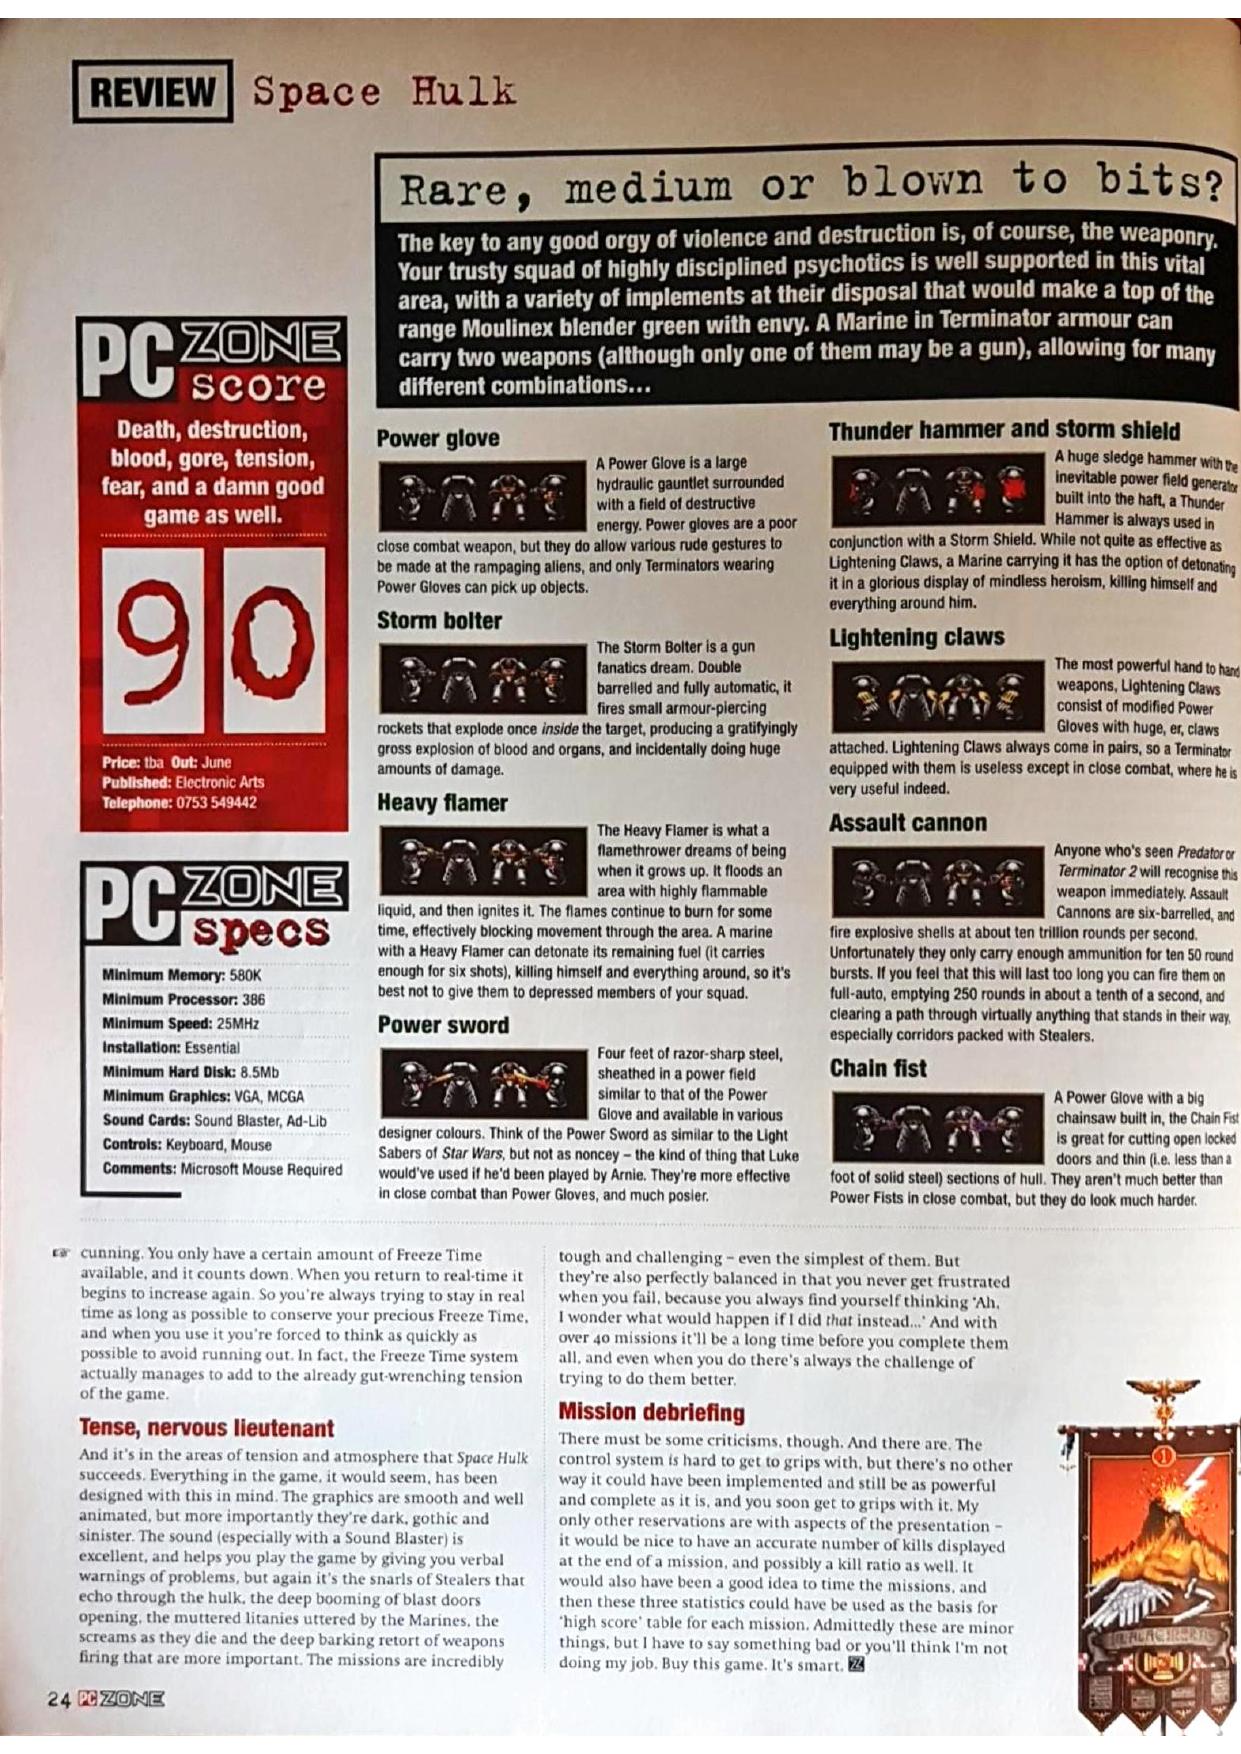 REVIEW Space Hulk
Rare, medium or blown to bits?
The key to any good orgy of violence and destruction is, of course, the weaponry.
Your trusty squad of highly disciplined psychotics is well supported in this vital
area, with a variety of implements at their disposal that would make a top of the
range Moulinex blender green with envy. A Marine in Terminator armour can
carry two weapons (although only one of them may be a gun), allowing for many
different combinations...
PC ZONE
score
Death, destruction,
blood, gore, tension,
fear, and a damn good
game as well.
90
Price: tba Out: June
Published: Electronic Arts
Telephone: 0753 549442
PC ZONE
specs
Minimum Memory: 580K
Minimum Processor: 386
Minimum Speed: 25MHz
Installation: Essential
Minimum Hard Disk: 8.5Mb
Minimum Graphics: VGA, MCGA
Sound Cards: Sound Blaster, Ad-Lib
Controls: Keyboard, Mouse
Comments: Microsoft Mouse Required
Power glove
A Power Glove is a large
hydraulic gauntlet surrounded
with a field of destructive
energy. Power gloves are a poor
close combat weapon, but they do allow various rude gestures to
be made at the rampaging aliens, and only Terminators wearing
Power Gloves can pick up objects.
Storm bolter
The Storm Bolter is a gun
fanatics dream. Double
barrelled and fully automatic, it
fires small armour-piercing
rockets that explode once inside the target, producing a gratifyingly
gross explosion of blood and organs, and incidentally doing huge
amounts of damage.
Heavy flamer
The Heavy Flamer is what a
flamethrower dreams of being
when it grows up. It floods an
area with highly flammable
liquid, and then ignites it. The flames continue to burn for some
time, effectively blocking movement through the area. A marine
with a Heavy Flamer can detonate its remaining fuel (it carries
enough for six shots), killing himself and everything around, so it's
best not to give them to depressed members of your squad.
Power sword
Four feet of razor-sharp steel,
sheathed in a power field
similar to that of the Power
Glove and available in various
designer colours. Think of the Power Sword as similar to the Light
Sabers of Star Wars, but not as noncey – the kind of thing that Luke
would've used if he'd been played by Arnie. They're more effective
in close combat than Power Gloves, and much posier.
Thunder hammer and storm shield
A huge sledge hammer with the
inevitable power field generator
built into the haft, a Thunder
Hammer is always used in
conjunction with a Storm Shield. While not quite as effective as
Lightening Claws, a Marine carrying it has the option of detonating
it in a glorious display of mindless heroism, killing himself and
everything around him.
Lightening claws
The most powerful hand to hand
weapons, Lightening Claws
consist of modified Power
Gloves with huge, er, claws
attached. Lightening Claws always come in pairs, so a Terminator
equipped with them is useless except in close combat, where he is
very useful indeed.
Assault cannon
Anyone who's seen Predator or
Terminator 2 will recognise this
weapon immediately. Assault
Cannons are six-barrelled, and
fire explosive shells at about ten trillion rounds per second.
Unfortunately they only carry enough ammunition for ten 50 round
bursts. If you feel that this will last too long you can fire them on
full-auto, emptying 250 rounds in about a tenth of a second, and
clearing a path through virtually anything that stands in their way,
especially corridors packed with Stealers.
Chain fist
A Power Glove with a big
chainsaw built in, the Chain Fist
is great for cutting open locked
doors and thin (i.e. less than a
foot of solid steel) sections of hull. They aren't much better than
Power Fists in close combat, but they do look much harder.
cunning. You only have a certain amount of Freeze Time
available, and it counts down. When you return to real-time it
begins to increase again. So you're always trying to stay in real
time as long as possible to conserve your precious Freeze Time,
and when you use it you're forced to think as quickly as
possible to avoid running out. In fact, the Freeze Time system
actually manages to add to the already gut-wrenching tension
of the game.
Tense, nervous lieutenant
And it's in the areas of tension and atmosphere that Space Hulk
succeeds. Everything in the game, it would seem, has been
designed with this in mind. The graphics are smooth and well
animated, but more importantly they're dark, gothic and
sinister. The sound (especially with a Sound Blaster) is
excellent, and helps you play the game by giving you verbal
warnings of problems, but again it's the snarls of Stealers that
echo through the hulk, the deep booming of blast doors
opening, the muttered litanies uttered by the Marines, the
screams as they die and the deep barking retort of weapons
firing that are more important. The missions are incredibly
tough and challenging – even the simplest of them. But
they're also perfectly balanced in that you never get frustrated
when you fail, because you always find yourself thinking 'Ah,
I wonder what would happen if I did that instead...' And with
over 40 missions it'll be a long time before you complete them
all, and even when you do there's always the challenge of
trying to do them better.
Mission debriefing
There must be some criticisms, though. And there are. The
control system is hard to get to grips with, but there's no other
way it could have been implemented and still be as powerful
and complete as it is, and you soon get to grips with it. My
only other reservations are with aspects of the presentation –
it would be nice to have an accurate number of kills displayed
at the end of a mission, and possibly a kill ratio as well. It
would also have been a good idea to time the missions, and
then these three statistics could have be used as the basis for
'high score' table for each mission. Admittedly these are minor
things, but I have to say something bad or you'll think I'm not
doing my job. Buy this game. It's smart. Z
1
24 PC ZONE